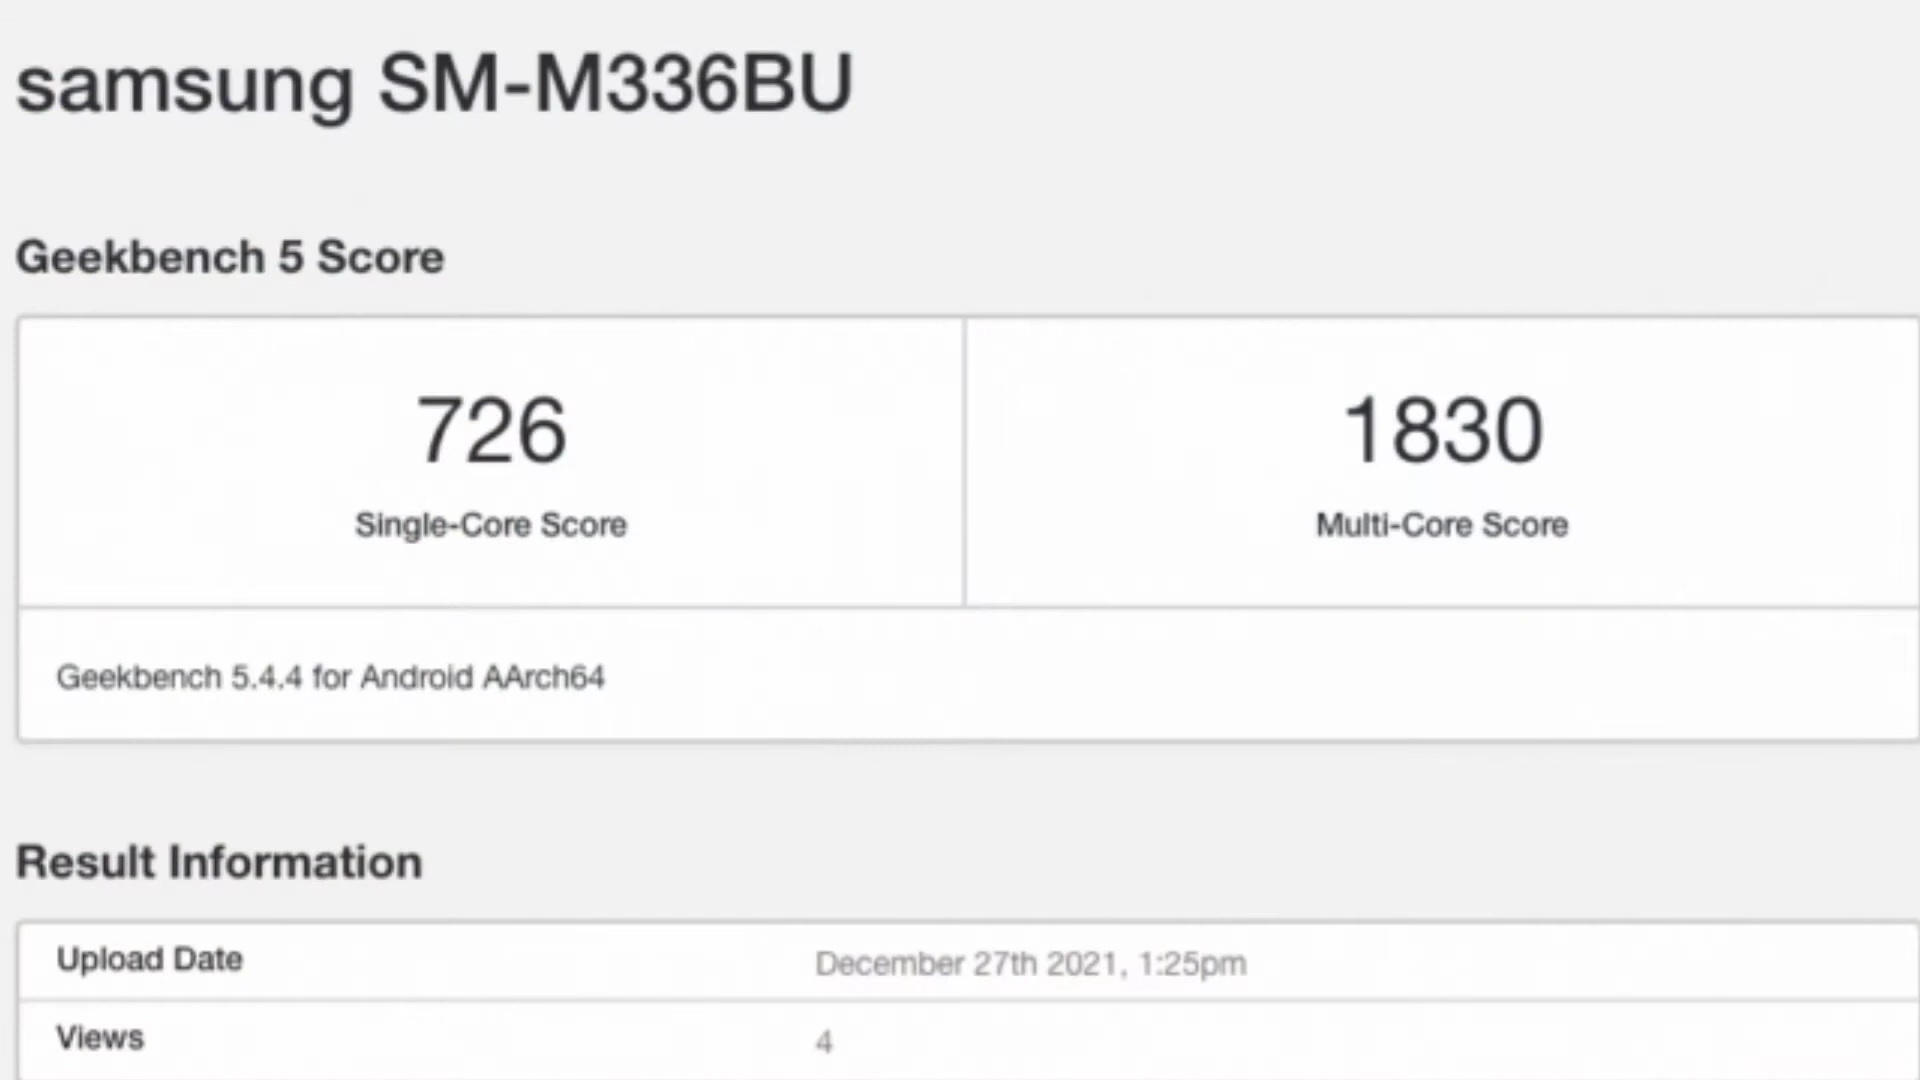 samsung SM-M336BU
Geekbench 5 Score
726
Single-Core Score
1830
Multi-Core Score
Geekbench 5.4.4 for Android AArch64
Result Information
Upload Date December 27th 2021, 1:25pm
Views 4